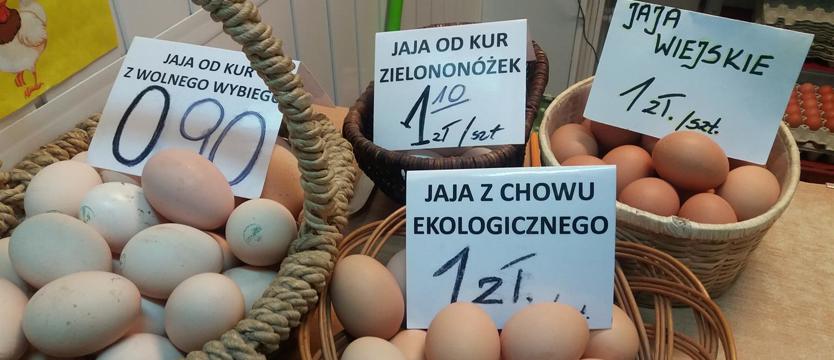 JAJA OD KUR
Z WOLNEGO WYBIEGU
0,90
JAJA OD KUR
ZIELONONÓŻEK
1 10 zł/szt
JAJA
WIEJSKIE
1 zł./szt.
JAJA Z CHOWU
EKOLOGICZNEGO
1 zł.